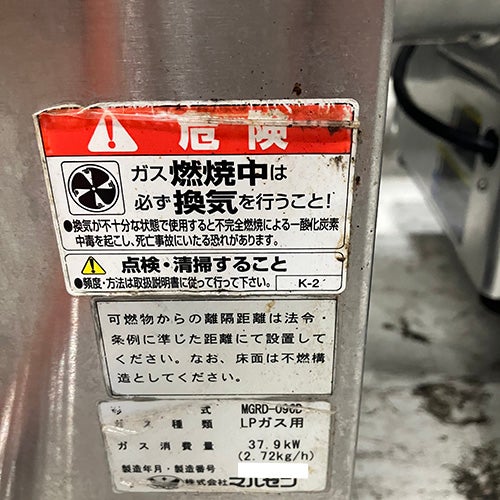 危険
ガス燃焼中は
必ず換気を行うこと!
●換気が不十分な状態で使用すると不完全燃焼による一酸化炭素
中毒を起こし、死亡事故にいたる恐れがあります。
点検・清掃すること
●頻度・方法は取扱説明書に従って行って下さい。
K-2
可燃物からの離隔距離は法令・
条例に準じた距離にて設置して
ください。なお、床面は不燃構
造としてください。
式 MGRD-090D
ガス種類 LPガス用
ガス消費量 37.9kW
(2.72kg/h)
製造年月・製造番号
株式会社マルゼン